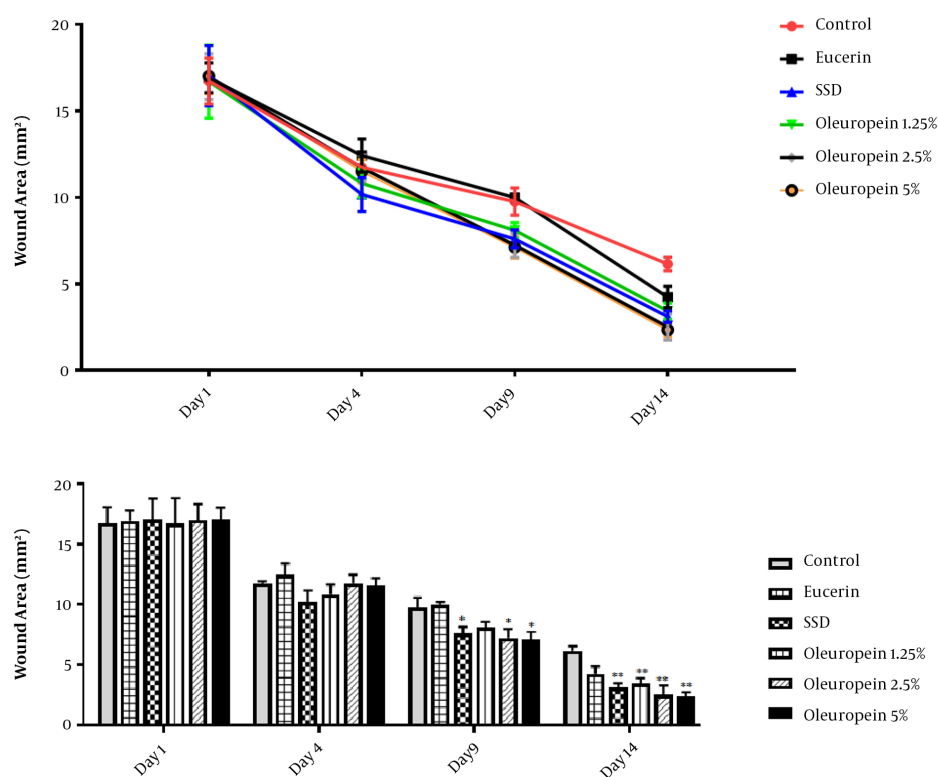 20
15
10
5
0
Wound Area (mm²)
Day 1
Day 4
Day9
Day 14
Control
Eucerin
SSD
Oleuropein 1.25%
Oleuropein 2.5%
Oleuropein 5%
20
15
10
5
0
Wound Area (mm²)
*
*
*
**
**
**
**
Day 1
Day 4
Day9
Day 14
Control
Eucerin
SSD
Oleuropein 1.25%
Oleuropein 2.5%
Oleuropein 5%